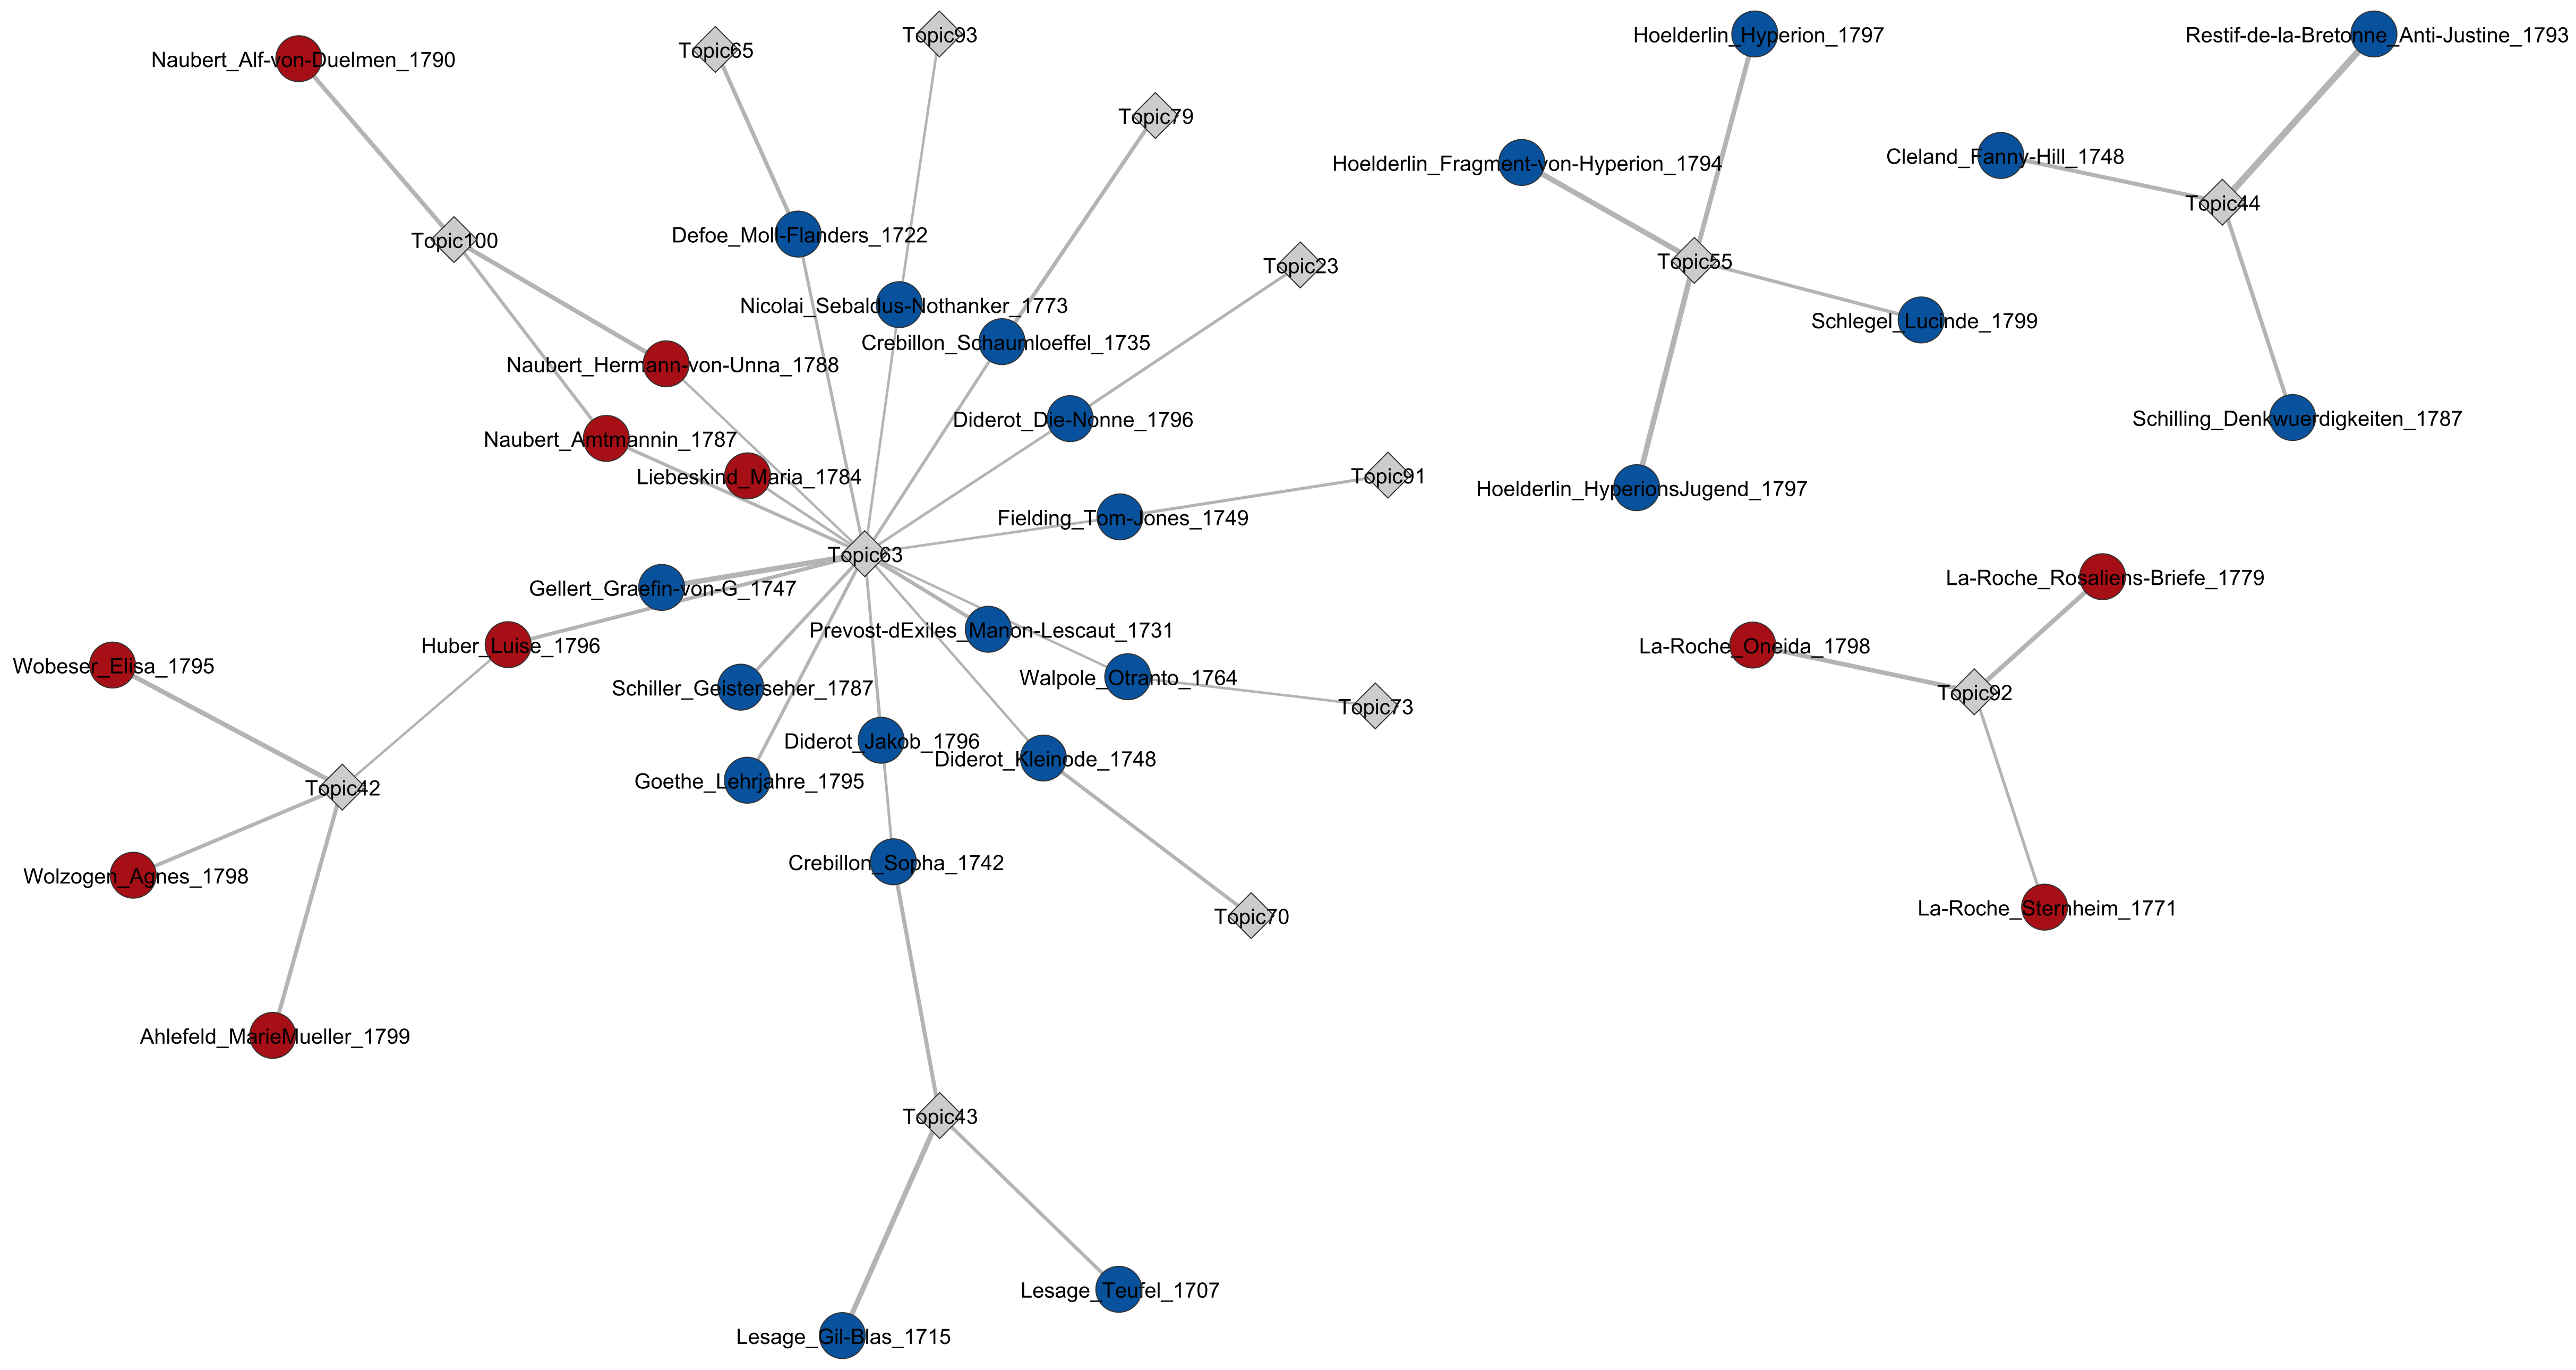 Topic93
Hoelderlin_Hyperion_1797
Restif-de-la-Bretonne_Anti-Justine_1793
Topic65
Naubert_Alf-von-Duelmen_1790
Topic79
Cleland_Fanny-Hill_1748
Hoelderlin_Fragment-von-Hyperion_1794
Topic44
Defoe_Moll-Flanders_1722
Topic100
Topic55
Topic23
Nicolai_Sebaldus-Nothanker_1773
Schlegel_Lucinde_1799
Crebillon_Schaumloeffel_1735
Naubert_Hermann-von-Unna_1788
Diderot_Die-Nonne_1796
Schilling_Denkwuerdigkeiten_1787
Naubert_Amtmannin_1787
Liebeskind_Maria_1784
Topic91
Hoelderlin_HyperionsJugend_1797
Fielding_Tom-Jones_1749
Topic63
La-Roche_Rosaliens-Briefe_1779
Gellert_Graefin-von-G_1747
Prevost-dExiles_Manon-Lescaut_1731
Huber_Luise_1796
La-Roche_Oneida_1798
Wobeser_Elisa_1795
Walpole_Otranto_1764
Schiller_Geisterseher_1787
Topic92
Topic73
Diderot_Jakob_1796
Diderot_Kleinode_1748
Goethe_Lehrjahre_1795
Topic42
Crebillon_Sopha_1742
Wolzogen_Agnes_1798
La-Roche_Sternheim_1771
Topic70
Ahlefeld_MarieMueller_1799
Topic43
Lesage_Teufel_1707
Lesage_Gil-Blas_1715